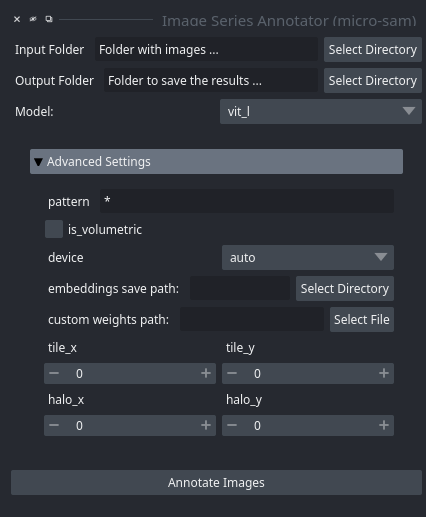 Image Series Annotator (micro-sam)
Input Folder Folder with images ... Select Directory
Output Folder Folder to save the results ... Select Directory
Model: vit_l
Advanced Settings
pattern *
is_volumetric
device auto
embeddings save path: Select Directory
custom weights path: Select File
tile_x tile_y
− 0 + − 0 +
halo_x halo_y
− 0 + − 0 +
Annotate Images